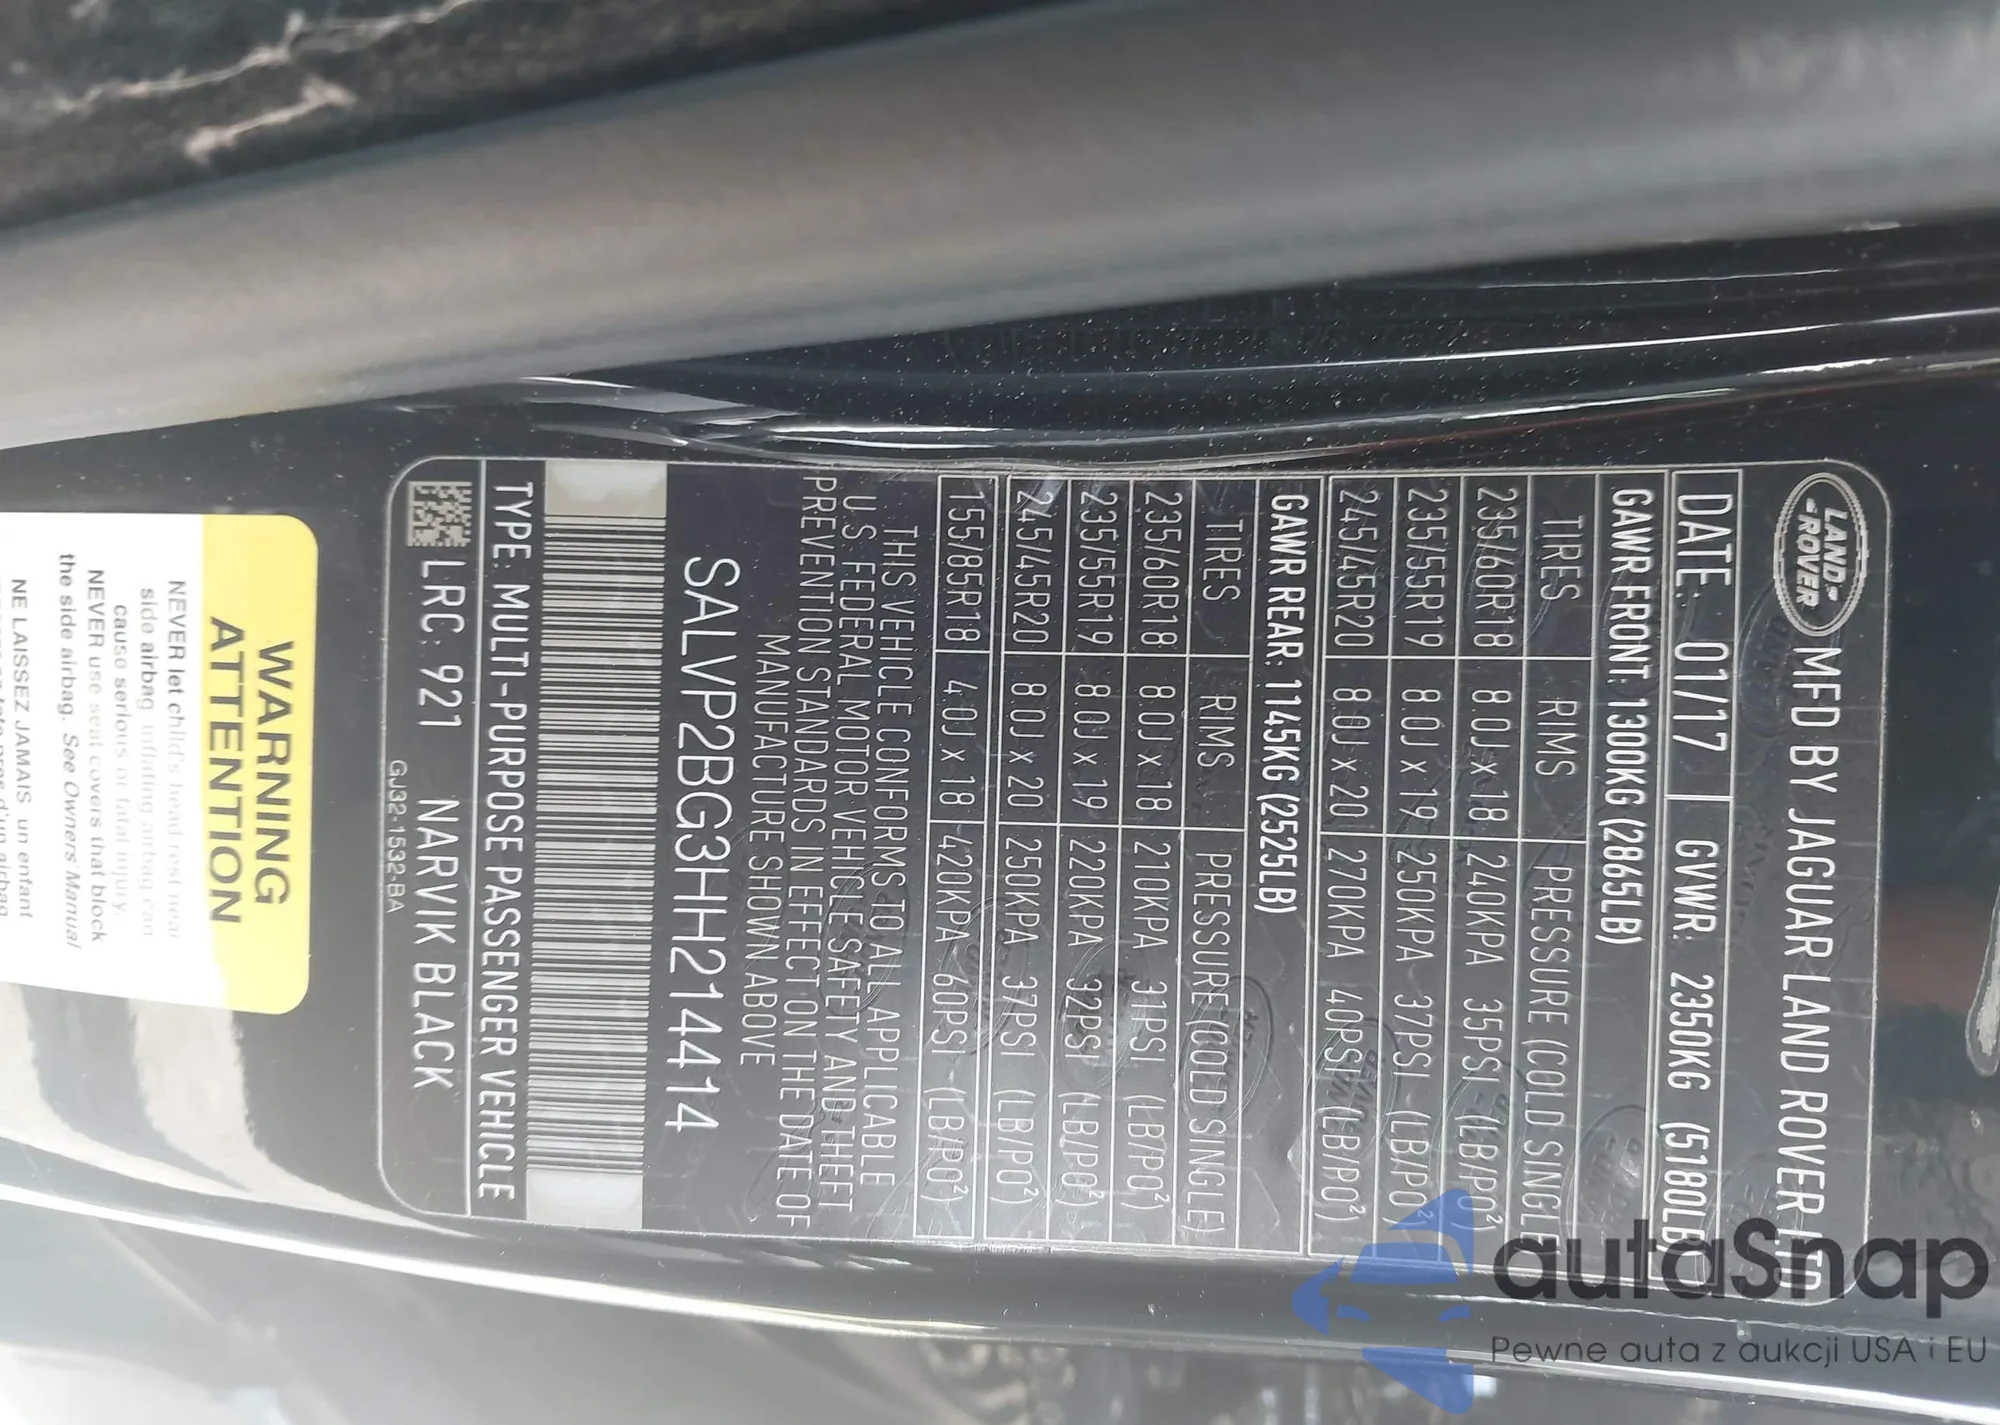 LAND-
-ROVER
MFD BY JAGUAR LAND ROVER LTD
DATE: 01/17 GVWR: 2350KG (5180LB)
GAWR FRONT: 1300KG (2865LB)
TIRES RIMS PRESSURE (COLD SINGLE)
235/60R18 8.0J x 18 240KPA 35PSI (LB/PO²)
235/55R19 8.0J x 19 250KPA 37PSI (LB/PO²)
245/45R20 8.0J x 20 270KPA 40PSI (LB/PO²)
GAWR REAR: 1145KG (2525LB)
TIRES RIMS PRESSURE (COLD SINGLE)
235/60R18 8.0J x 18 210KPA 31PSI (LB/PO²)
235/55R19 8.0J x 19 220KPA 32PSI (LB/PO²)
245/45R20 8.0J x 20 250KPA 37PSI (LB/PO²)
155/85R18 4.0J x 18 420KPA 60PSI (LB/PO²)
THIS VEHICLE CONFORMS TO ALL APPLICABLE
U.S. FEDERAL MOTOR VEHICLE SAFETY AND THEFT
PREVENTION STANDARDS IN EFFECT ON THE DATE OF
MANUFACTURE SHOWN ABOVE
SALVP2BG3HH214414
TYPE: MULTI-PURPOSE PASSENGER VEHICLE
LRC: 921 NARVIK BLACK
GJ32-1532-BA
WARNING
ATTENTION
NEVER let child's head rest near
side airbag. Inflating airbag can
cause serious or fatal injury.
NEVER use seat covers that block
the side airbag. See Owners Manual
NE LAISSEZ JAMAIS un enfant
autaSnap
Pewne auta z aukcji USA i EU